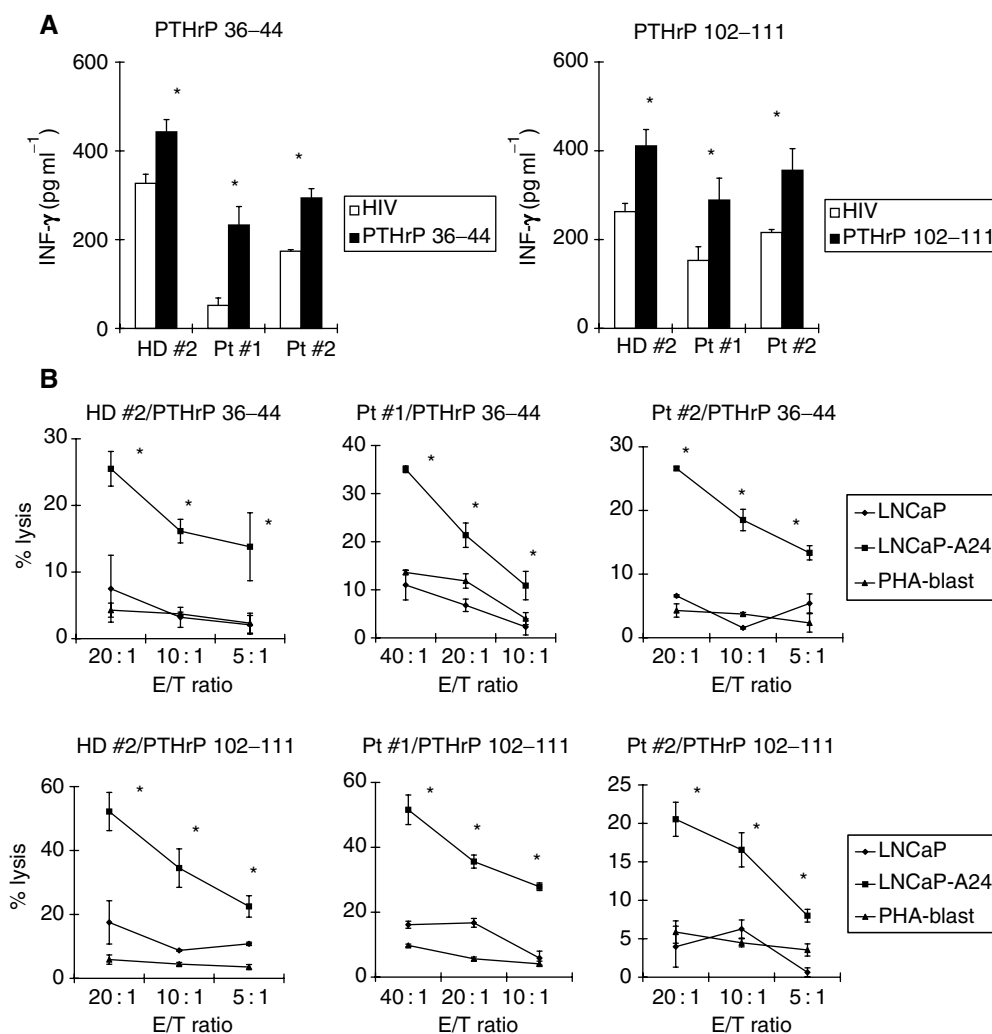 A
PTHrP 36–44
600
400
200
0
INF-γ (pg ml⁻¹)
*
*
*
HD #2 Pt #1 Pt #2
HIV
PTHrP 36–44
PTHrP 102–111
600
400
200
0
INF-γ (pg ml⁻¹)
*
*
*
HD #2 Pt #1 Pt #2
HIV
PTHrP 102–111
B
HD #2/PTHrP 36–44
30
20
10
0
% lysis
*
*
*
20 : 1 10 : 1 5 : 1
E/T ratio
Pt #1/PTHrP 36–44
40
30
20
10
0
*
*
*
40 : 1 20 : 1 10 : 1
E/T ratio
Pt #2/PTHrP 36–44
30
20
10
0
*
*
*
20 : 1 10 : 1 5 : 1
E/T ratio
LNCaP
LNCaP-A24
PHA-blast
HD #2/PTHrP 102–111
60
40
20
0
% lysis
*
*
*
20 : 1 10 : 1 5 : 1
E/T ratio
Pt #1/PTHrP 102–111
60
40
20
0
*
*
*
40 : 1 20 : 1 10 : 1
E/T ratio
Pt #2/PTHrP 102–111
25
20
15
10
5
0
*
*
*
20 : 1 10 : 1 5 : 1
E/T ratio
LNCaP
LNCaP-A24
PHA-blast